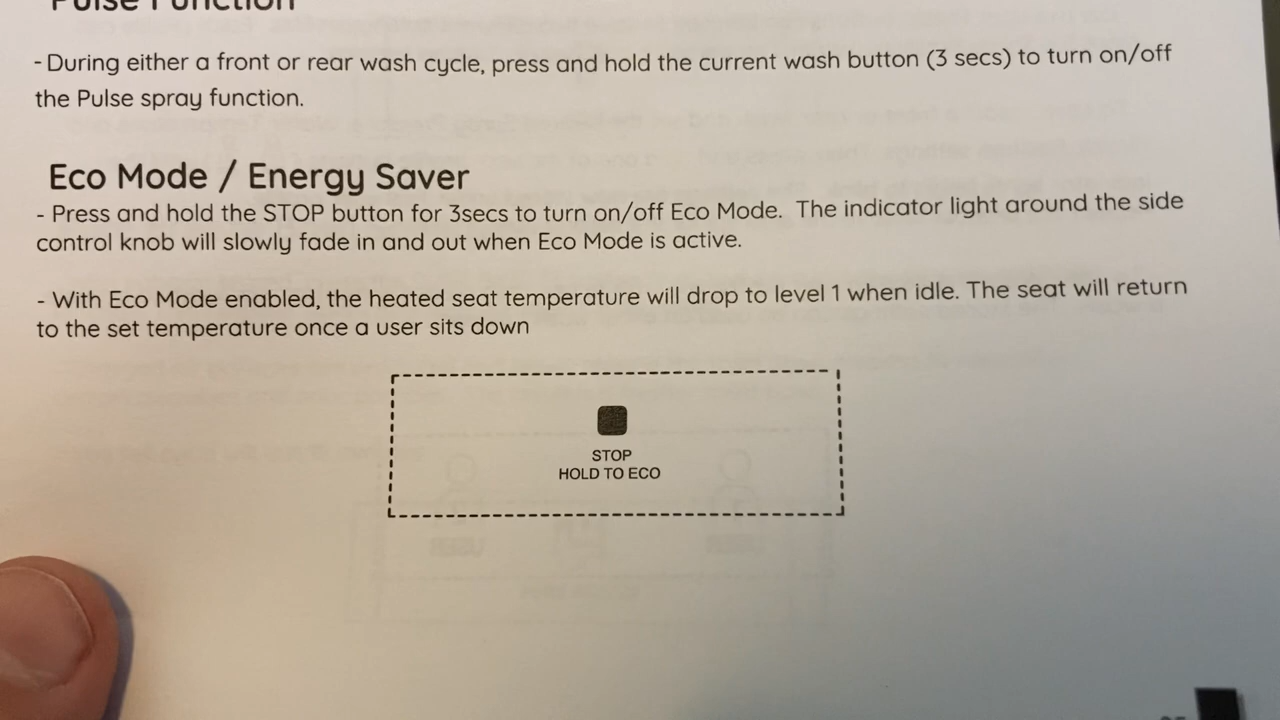 Pulse Function
- During either a front or rear wash cycle, press and hold the current wash button (3 secs) to turn on/off
the Pulse spray function.
Eco Mode / Energy Saver
- Press and hold the STOP button for 3secs to turn on/off Eco Mode. The indicator light around the side
control knob will slowly fade in and out when Eco Mode is active.
- With Eco Mode enabled, the heated seat temperature will drop to level 1 when idle. The seat will return
to the set temperature once a user sits down
STOP
HOLD TO ECO